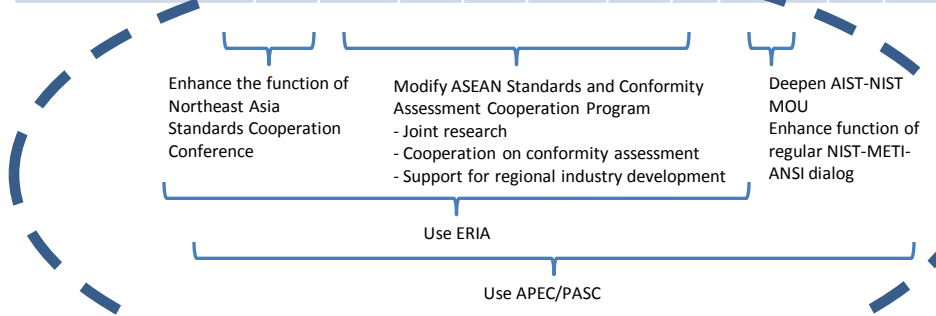 Enhance the function of
Northeast Asia
Standards Cooperation
Conference
Modify ASEAN Standards and Conformity
Assessment Cooperation Program
- Joint research
- Cooperation on conformity assessment
- Support for regional industry development
Deepen AIST-NIST
MOU
Enhance function of
regular NIST-METI-
ANSI dialog
Use ERIA
Use APEC/PASC